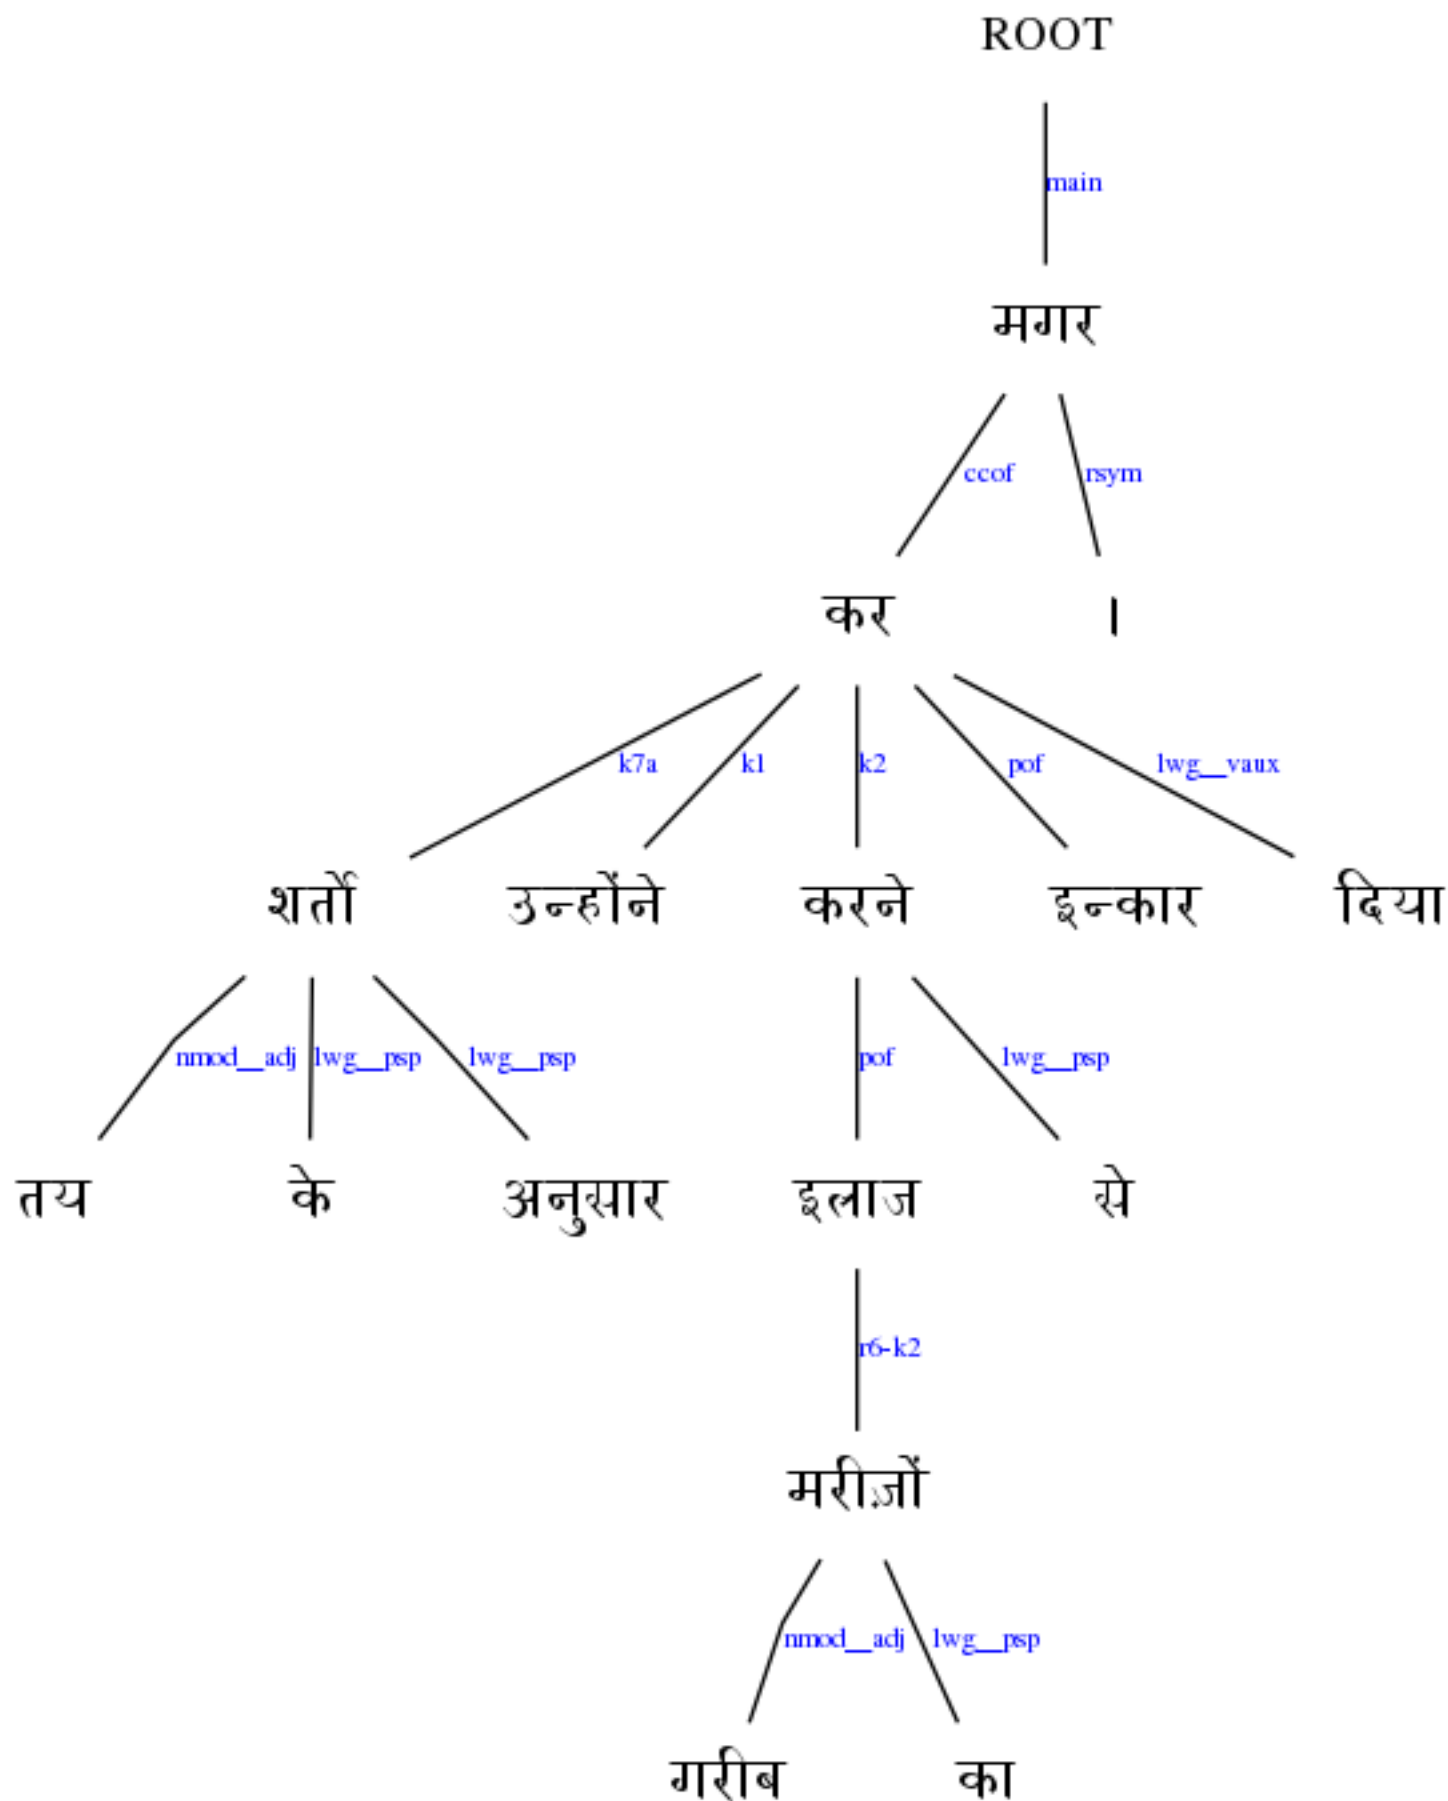 ROOT
main
मगर
ccof rsym
कर ।
k7a k1 k2 pof lwg__vaux
शर्तो उन्होंने करने इन्कार दिया
nmod__adj lwg__psp lwg__psp pof lwg__psp
तय के अनुसार इलाज से
r6-k2
मरीज़ों
nmod__adj lwg__psp
गरीब का